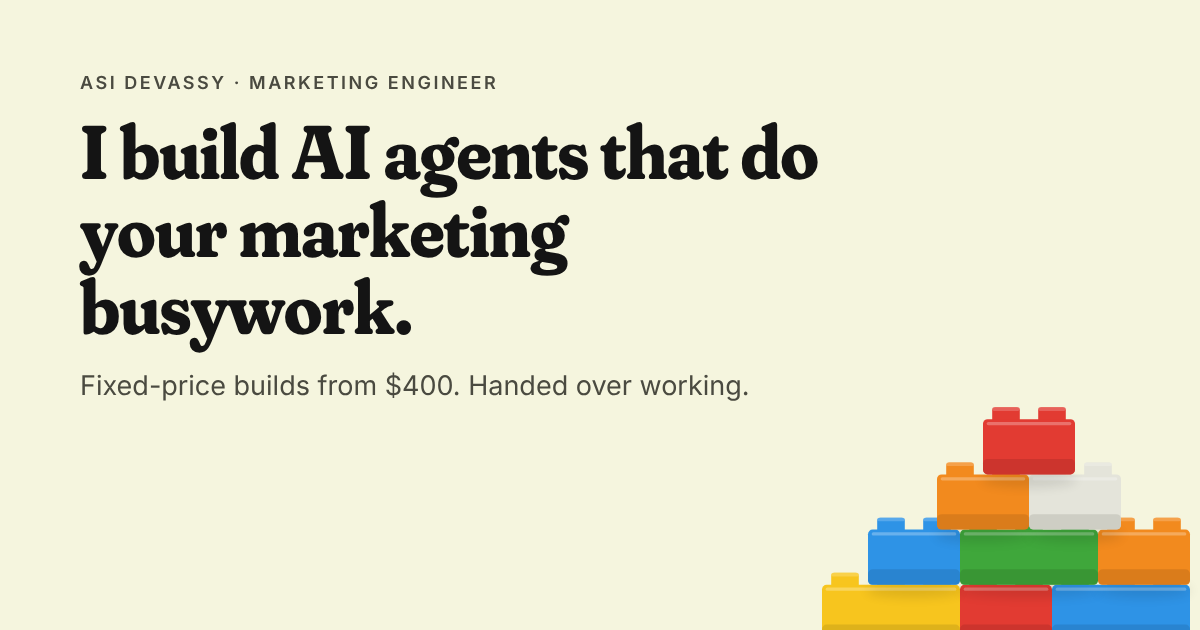 ASI DEVASSY · MARKETING ENGINEER
I build AI agents that do
your marketing
busywork.
Fixed-price builds from $400. Handed over working.